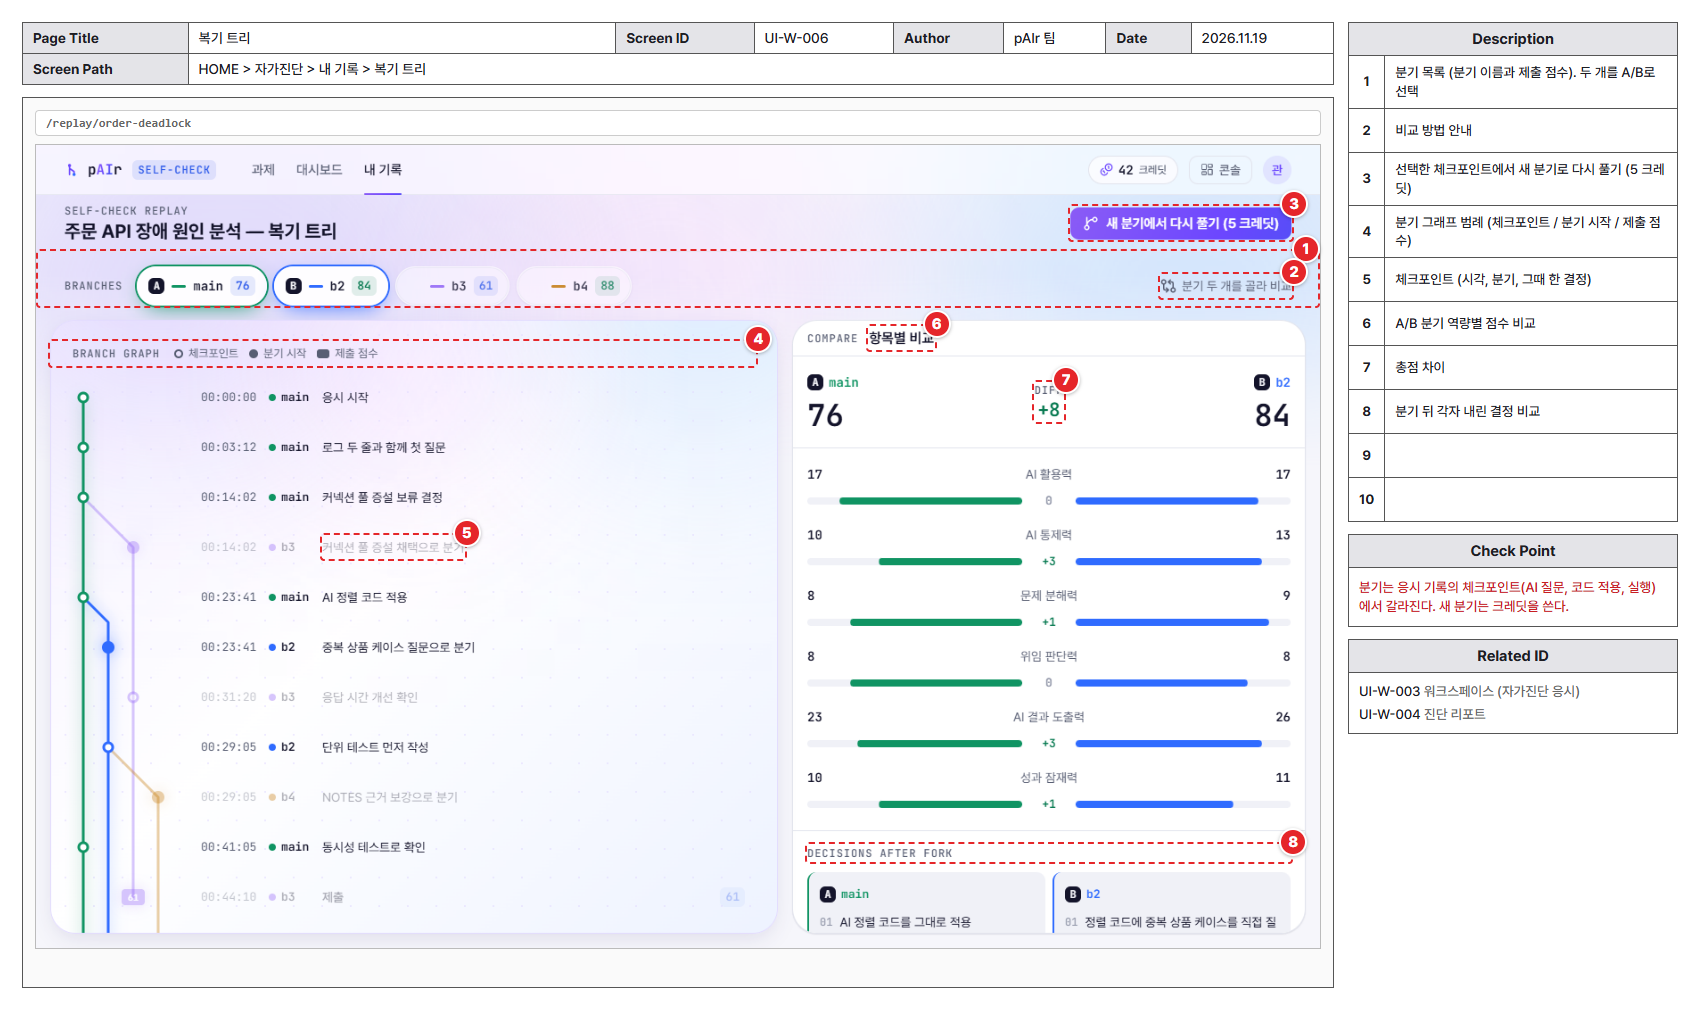 Page Title 복기 트리 Screen ID UI-W-006 Author pAIr 팀 Date 2026.11.19
Screen Path HOME > 자가진단 > 내 기록 > 복기 트리
/replay/order-deadlock
pAIr SELF-CHECK 과제 대시보드 내 기록 42 크레딧 콘솔 관
SELF-CHECK REPLAY
주문 API 장애 원인 분석 — 복기 트리
새 분기에서 다시 풀기 (5 크레딧) 3
1
BRANCHES A main 76 B b2 84 b3 61 b4 88 분기 두 개를 골라 비교 2
BRANCH GRAPH 체크포인트 분기 시작 제출 점수 4
00:00:00 main 응시 시작
00:03:12 main 로그 두 줄과 함께 첫 질문
00:14:02 main 커넥션 풀 증설 보류 결정
00:14:02 b3 커넥션 풀 증설 채택으로 분기 5
00:23:41 main AI 정렬 코드 적용
00:23:41 b2 중복 상품 케이스 질문으로 분기
00:31:20 b3 응답 시간 개선 확인
00:29:05 b2 단위 테스트 먼저 작성
00:29:05 b4 NOTES 근거 보강으로 분기
00:41:05 main 동시성 테스트로 확인
61 00:44:10 b3 제출 61
COMPARE 항목별 비교 6
A main DIFF 7 B b2
76 +8 84
17 AI 활용력 17
0
10 AI 통제력 13
+3
8 문제 분해력 9
+1
8 위임 판단력 8
0
23 AI 결과 도출력 26
+3
10 성과 잠재력 11
+1
DECISIONS AFTER FORK 8
A main
01 AI 정렬 코드를 그대로 적용
B b2
01 정렬 코드에 중복 상품 케이스를 직접 질
Description
1 분기 목록 (분기 이름과 제출 점수). 두 개를 A/B로
선택
2 비교 방법 안내
3 선택한 체크포인트에서 새 분기로 다시 풀기 (5 크레
딧)
4 분기 그래프 범례 (체크포인트 / 분기 시작 / 제출 점
수)
5 체크포인트 (시각, 분기, 그때 한 결정)
6 A/B 분기 역량별 점수 비교
7 총점 차이
8 분기 뒤 각자 내린 결정 비교
9
10
Check Point
분기는 응시 기록의 체크포인트(AI 질문, 코드 적용, 실행)
에서 갈라진다. 새 분기는 크레딧을 쓴다.
Related ID
UI-W-003 워크스페이스 (자가진단 응시)
UI-W-004 진단 리포트